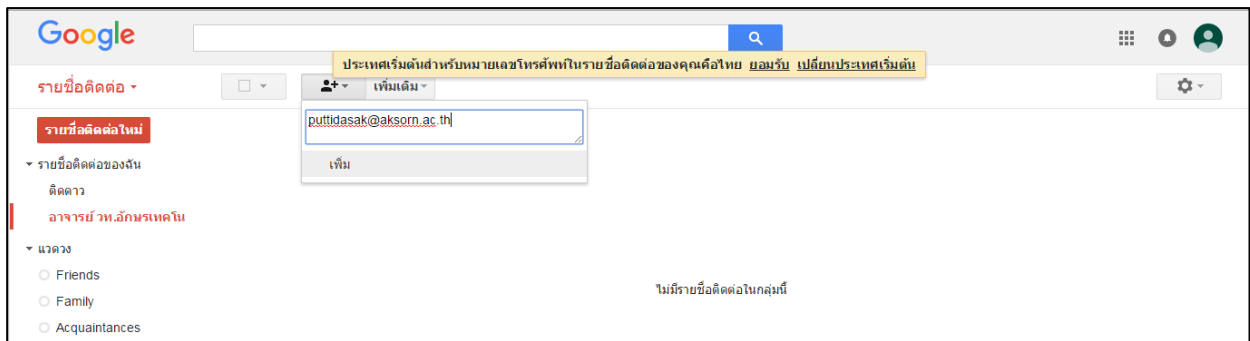 Google
ประเทศเริ่มต้นสำหรับหมายเลขโทรศัพท์ในรายชื่อติดต่อของคุณคือไทย ยอมรับ เปลี่ยนประเทศเริ่มต้น
รายชื่อติดต่อ
เพิ่มเติม
puttidasak@aksorn.ac.th
เพิ่ม
รายชื่อติดต่อใหม่
รายชื่อติดต่อของฉัน
ติดดาว
อาจารย์ วท.อักษรเทคโน
แวดวง
Friends
Family
Acquaintances
ไม่มีรายชื่อติดต่อในกลุ่มนี้